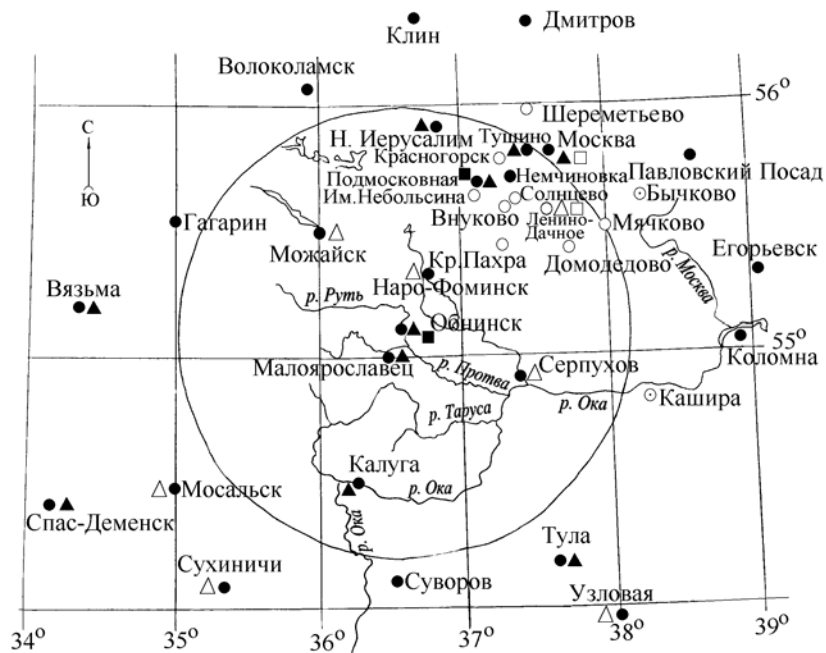 Клин
Дмитров
Волоколамск
56°
С
Ю
Н. Иерусалим
Шереметьево
Тушино
Москва
Красногорск
Подмосковная
Немчиновка
Павловский Посад
Им.Небольсина
Солнцево
Бычково
Внуково
Ленино-
Дачное
Мячково
Гагарин
Можайск
Кр.Пахра
Домодедово
Егорьевск
Вязьма
Наро-Фоминск
р. Москва
р. Руть
Обнинск
55°
Малоярославец
р. Протва
Серпухов
Коломна
р. Таруса
р. Ока
Кашира
Калуга
Мосальск
р. Ока
Спас-Деменск
р. Ока
Тула
Сухиничи
Суворов
Узловая
34°
35°
36°
37°
38°
39°